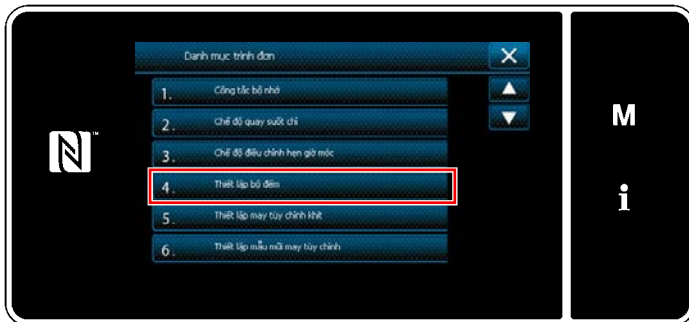 Danh mục trình đơn
1. Công tắc bộ nhớ
2. Chế độ quay suốt chỉ
3. Chế độ điều chỉnh hẹn giờ móc
4. Thiết lập bộ đếm
5. Thiết lập may tùy chỉnh khít
6. Thiết lập mẫu mũi may tùy chỉnh
M
i